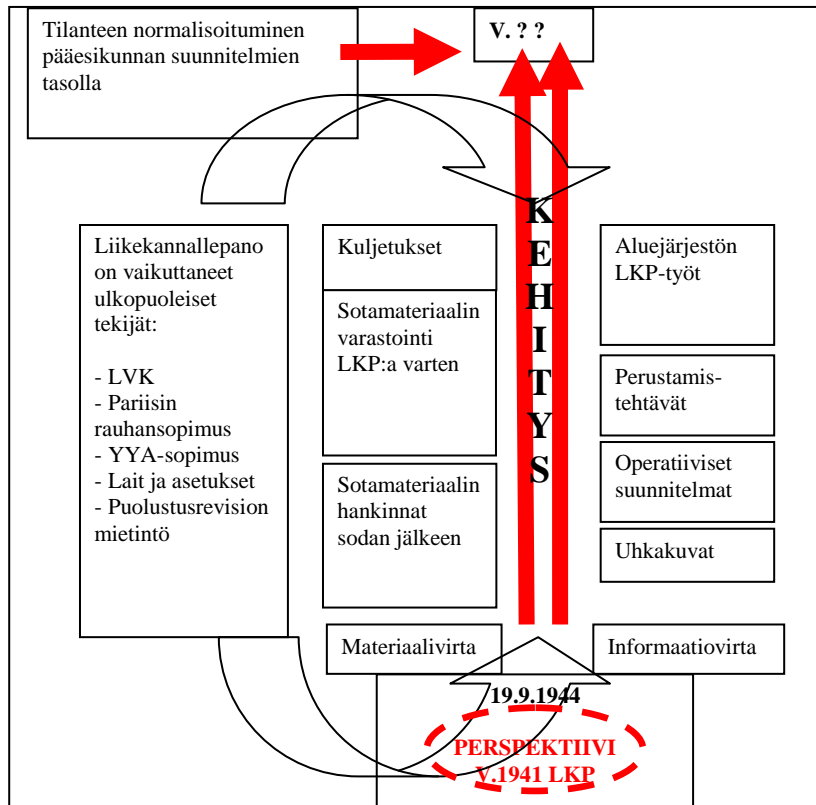 Tilanteen normalisoituminen
pääesikunnan suunnitelmien
tasolla
V. ? ?
Liikekannallepano
on vaikuttaneet
ulkopuoleiset
tekijät:
- LVK
- Pariisin
rauhansopimus
- YYA-sopimus
- Lait ja asetukset
- Puolustusrevision
mietintö
Kuljetukset
Sotamateriaalin
varastointi
LKP:a varten
Sotamateriaalin
hankinnat
sodan jälkeen
K
E
H
I
T
Y
S
Aluejärjestön
LKP-työt
Perustamis-
tehtävät
Operatiiviset
suunnitelmat
Uhkakuvat
Materiaalivirta
Informaatiovirta
19.9.1944
PERSPEKTIIVI
V.1941 LKP